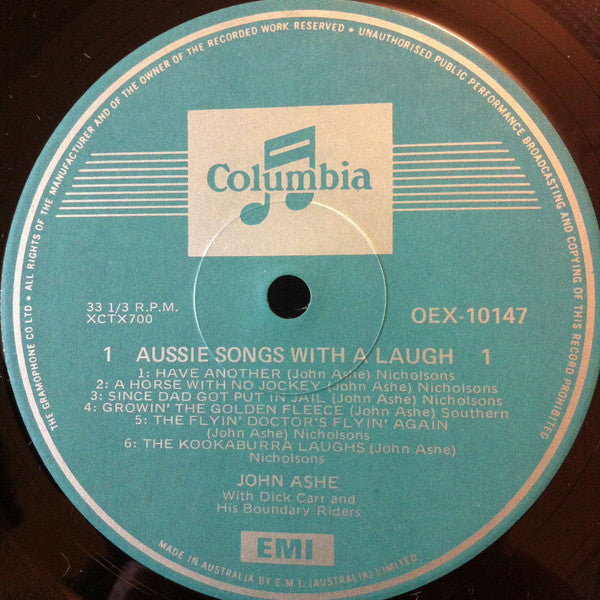 THE GRAMOPHONE CO LTD • ALL RIGHTS OF THE MANUFACTURER AND OF THE OWNER OF THE RECORDED WORK RESERVED • UNAUTHORISED PUBLIC PERFORMANCE BROADCASTING AND COPYING OF THIS RECORD PROHIBITED
Columbia
33 1/3 R.P.M.
XCTX700
OEX-10147
1 AUSSIE SONGS WITH A LAUGH 1
1: HAVE ANOTHER (John Ashe) Nicholsons
2: A HORSE WITH NO JOCKEY (John Ashe) Nicholsons
3: SINCE DAD GOT PUT IN JAIL (John Ashe) Nicholsons
4: GROWIN' THE GOLDEN FLEECE (John Ashe) Southern
5: THE FLYIN' DOCTOR'S FLYIN' AGAIN
(John Ashe) Nicholsons
6: THE KOOKABURRA LAUGHS (John Ashe)
Nicholsons
JOHN ASHE
With Dick Carr and
His Boundary Riders
EMI
MADE IN AUSTRALIA BY E.M.I. (AUSTRALIA) LIMITED